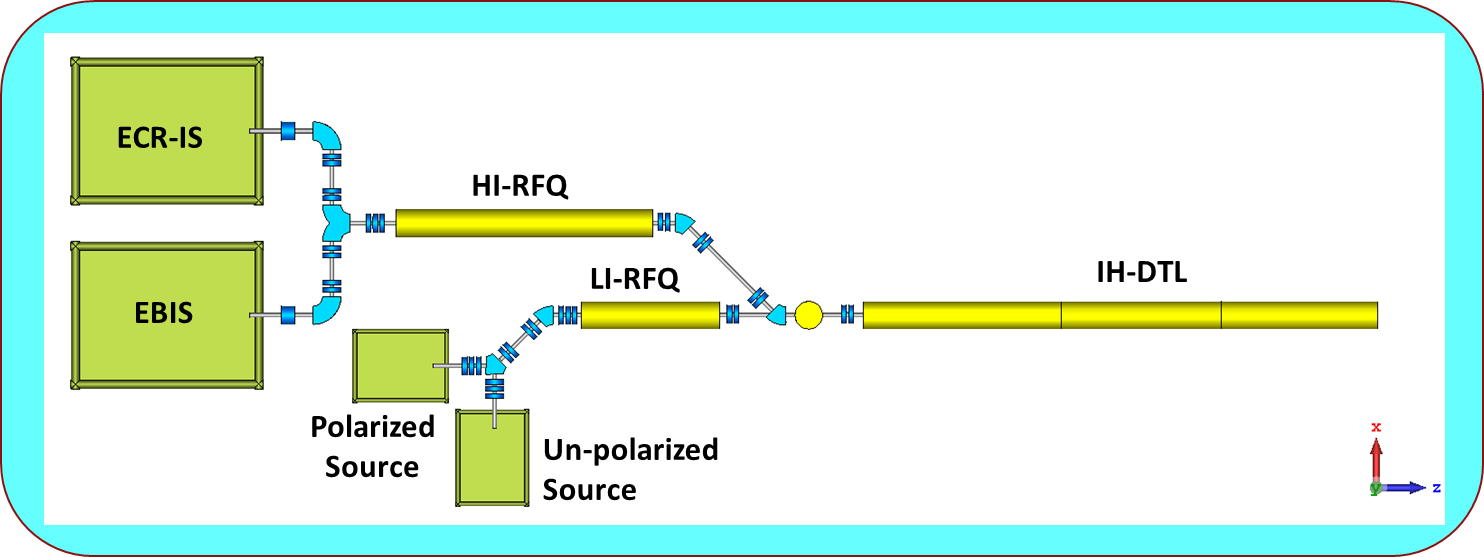 ECR-IS
HI-RFQ
EBIS
LI-RFQ
IH-DTL
Polarized
Source
Un-polarized
Source
x
y
z